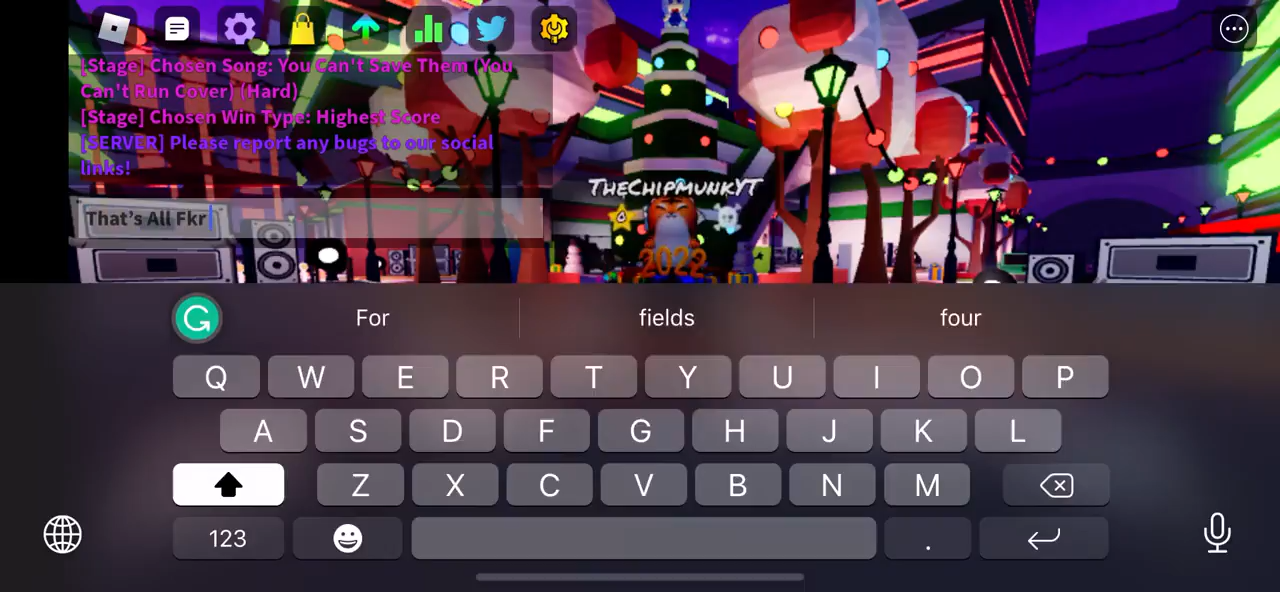 [Stage] Chosen Song: You Can't Save Them (You
Can't Run Cover) (Hard)
[Stage] Chosen Win Type: Highest Score
[SERVER] Please report any bugs to our social
links!
THECHIPMUNKYT
That's All Fkr
2022
For fields four
Q W E R T Y U I O P
A S D F G H J K L
Z X C V B N M
123 .